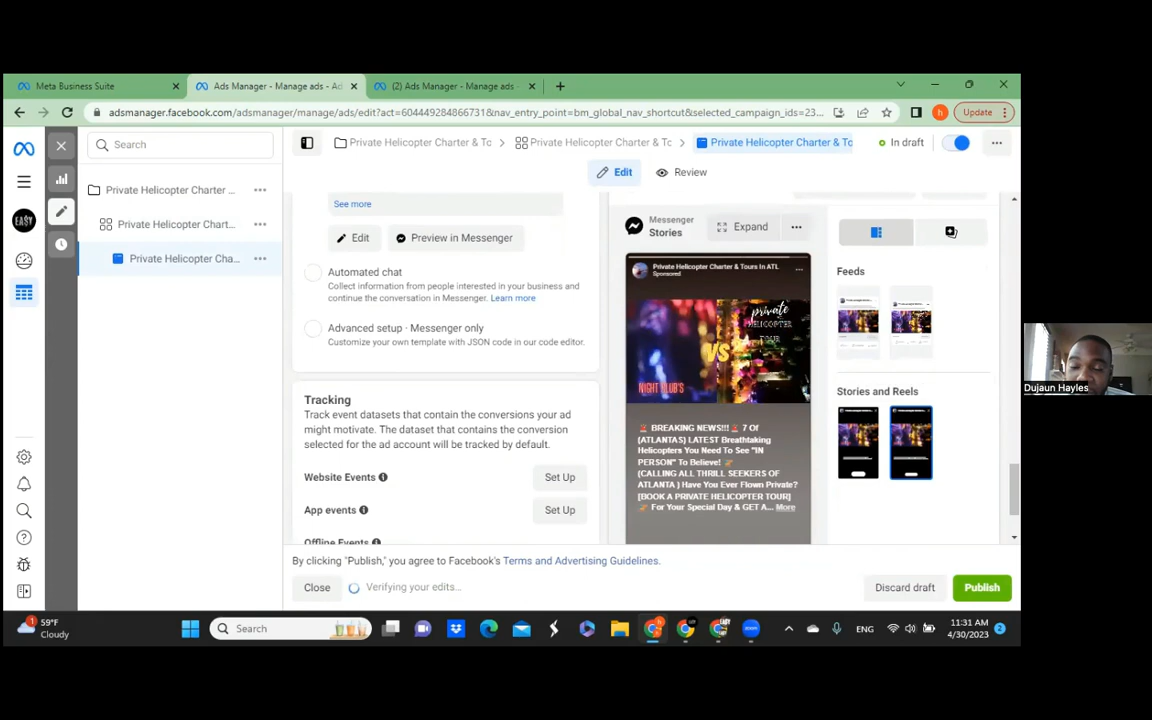 Meta Business Suite
Ads Manager - Manage ads - Ad
(2) Ads Manager - Manage ads -
adsmanager.facebook.com/adsmanager/manage/ads/edit?act=604449284866731&nav_entry_point=bm_global_nav_shortcut&selected_campaign_ids=23...
h
Update
Search
Private Helicopter Charter & Tc
Private Helicopter Charter & Tc
Private Helicopter Charter & To
In draft
Edit
Review
Private Helicopter Charter ...
Private Helicopter Chart...
Private Helicopter Cha...
EASY
See more
Edit
Preview in Messenger
Automated chat
Collect information from people interested in your business and
continue the conversation in Messenger. Learn more
Advanced setup · Messenger only
Customize your own template with JSON code in our code editor.
Tracking
Track event datasets that contain the conversions your ad
might motivate. The dataset that contains the conversion
selected for the ad account will be tracked by default.
Website Events
Set Up
App events
Set Up
Offline Events
Messenger
Stories
Expand
Private Helicopter Charter & Tours In ATL
Sponsored
private
HELICOPTER
TOUR
VS
NIGHT CLUB'S
🚨 BREAKING NEWS!!! 🚨 7 Of
(ATLANTAS) LATEST Breathtaking
Helicopters You Need To See "IN
PERSON" To Believe! 🚁
(CALLING ALL THRILL SEEKERS OF
ATLANTA ) Have You Ever Flown Private?
[BOOK A PRIVATE HELICOPTER TOUR]
🚁 For Your Special Day & GET A... More
Feeds
Stories and Reels
By clicking "Publish," you agree to Facebook's Terms and Advertising Guidelines.
Close
Verifying your edits...
Discard draft
Publish
Dujaun Hayles
1
59°F
Cloudy
Search
ENG
11:31 AM
4/30/2023
2